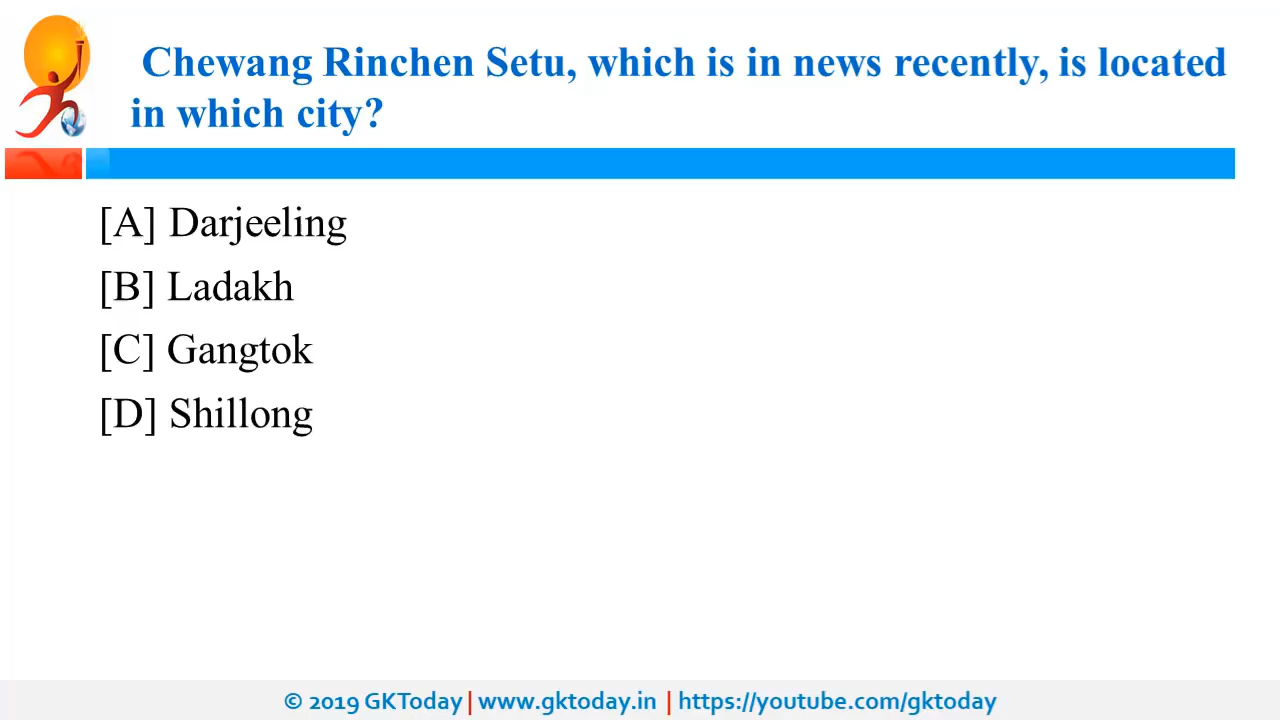 Chewang Rinchen Setu, which is in news recently, is located
in which city?
[A] Darjeeling
[B] Ladakh
[C] Gangtok
[D] Shillong
© 2019 GKToday | www.gktoday.in | https://youtube.com/gktoday